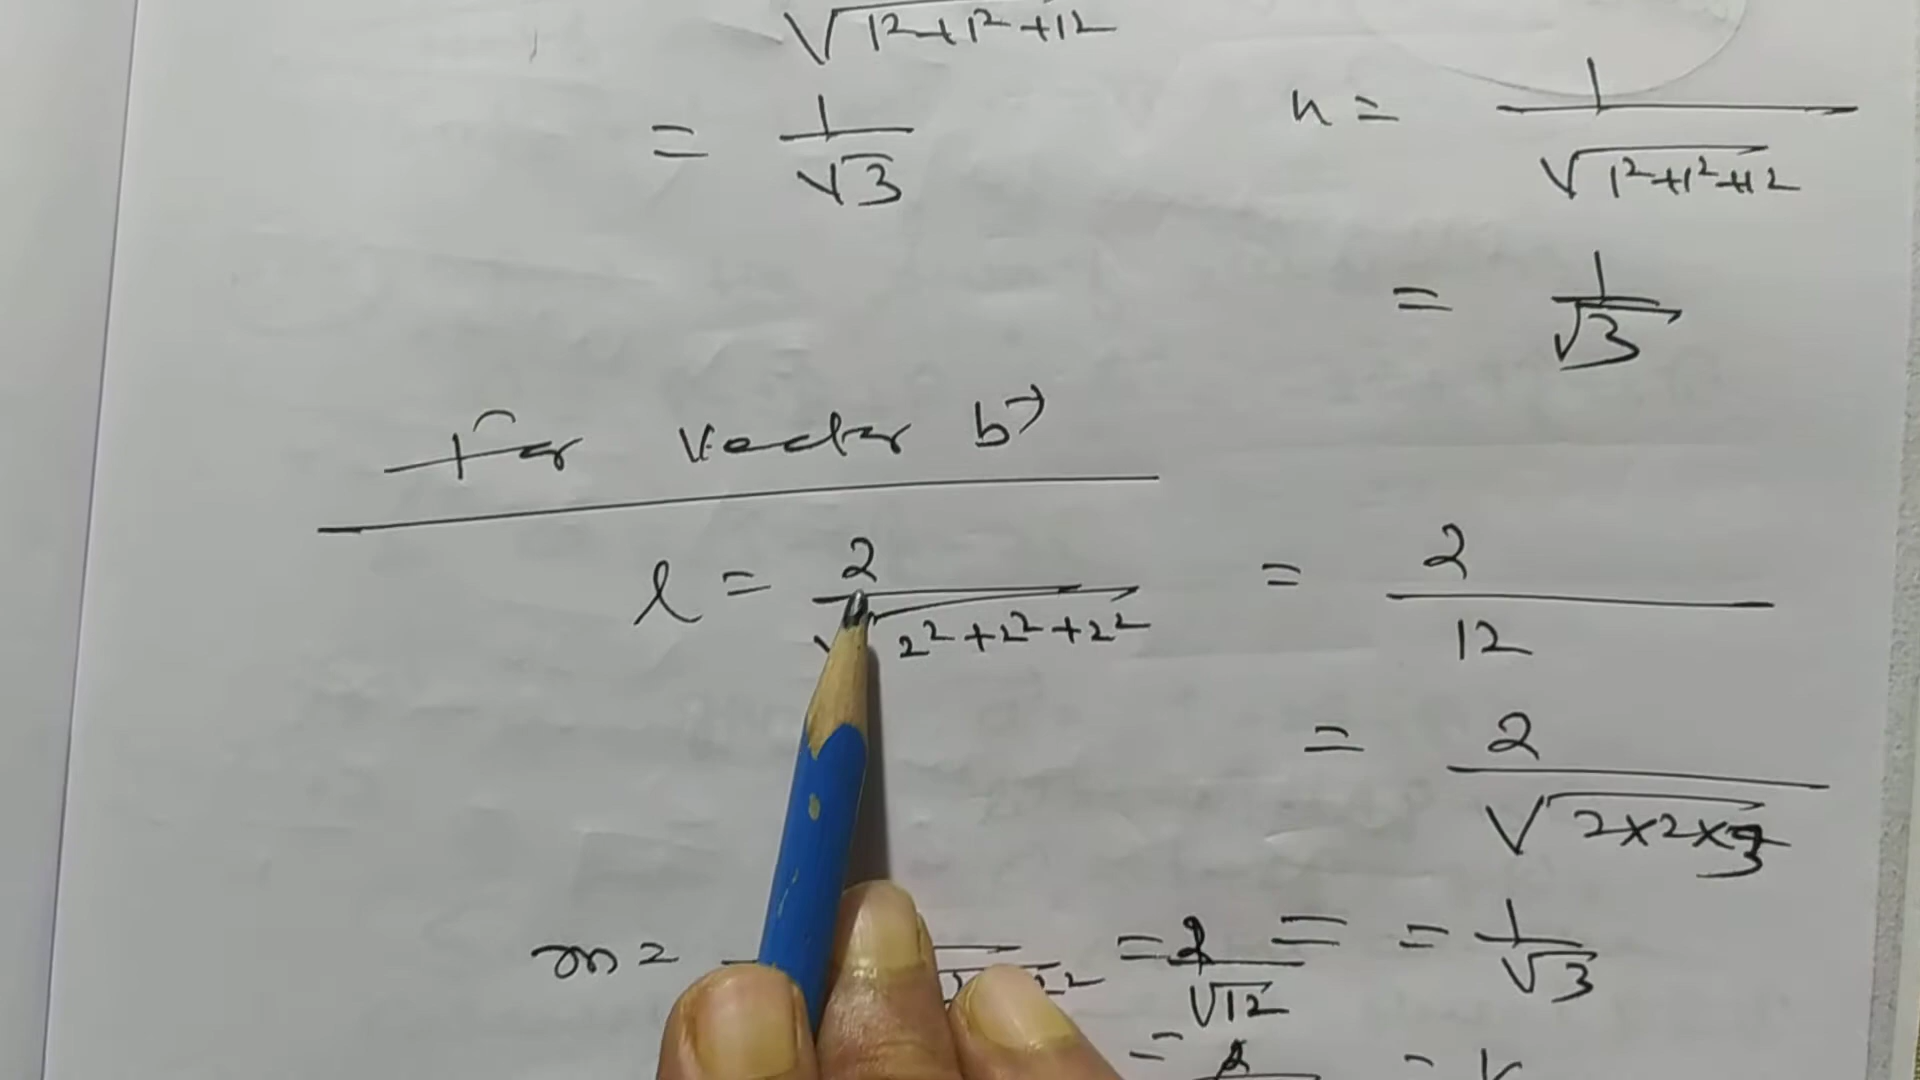 √1²+1²+1²
= 1/√3
n = 1/√1²+1²+1²
= 1/√3
For Vector b→
l = 2/√2²+2²+2² = 2/12
= 2/√2×2×3
m = = 2/√12 = = 1/√3
= 2